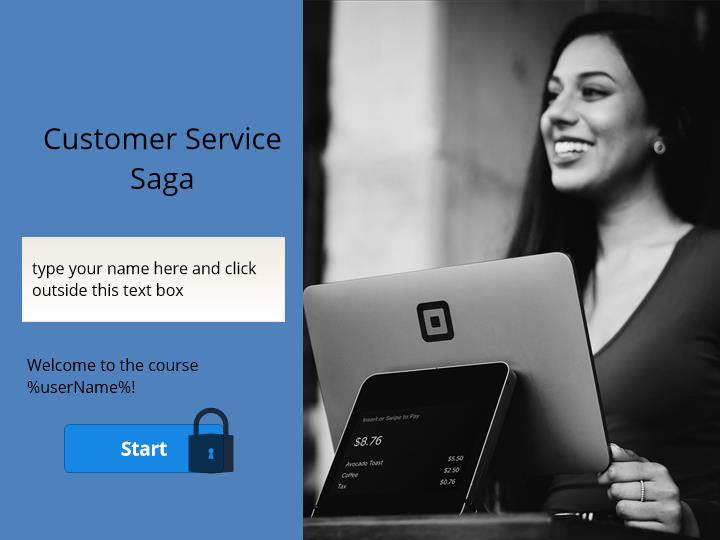 Customer Service
Saga
type your name here and click
outside this text box
Welcome to the course
%userName%!
Start
Insert or Swipe to Pay
$8.76
Avocado Toast $5.50
Coffee $2.50
Tax $0.76